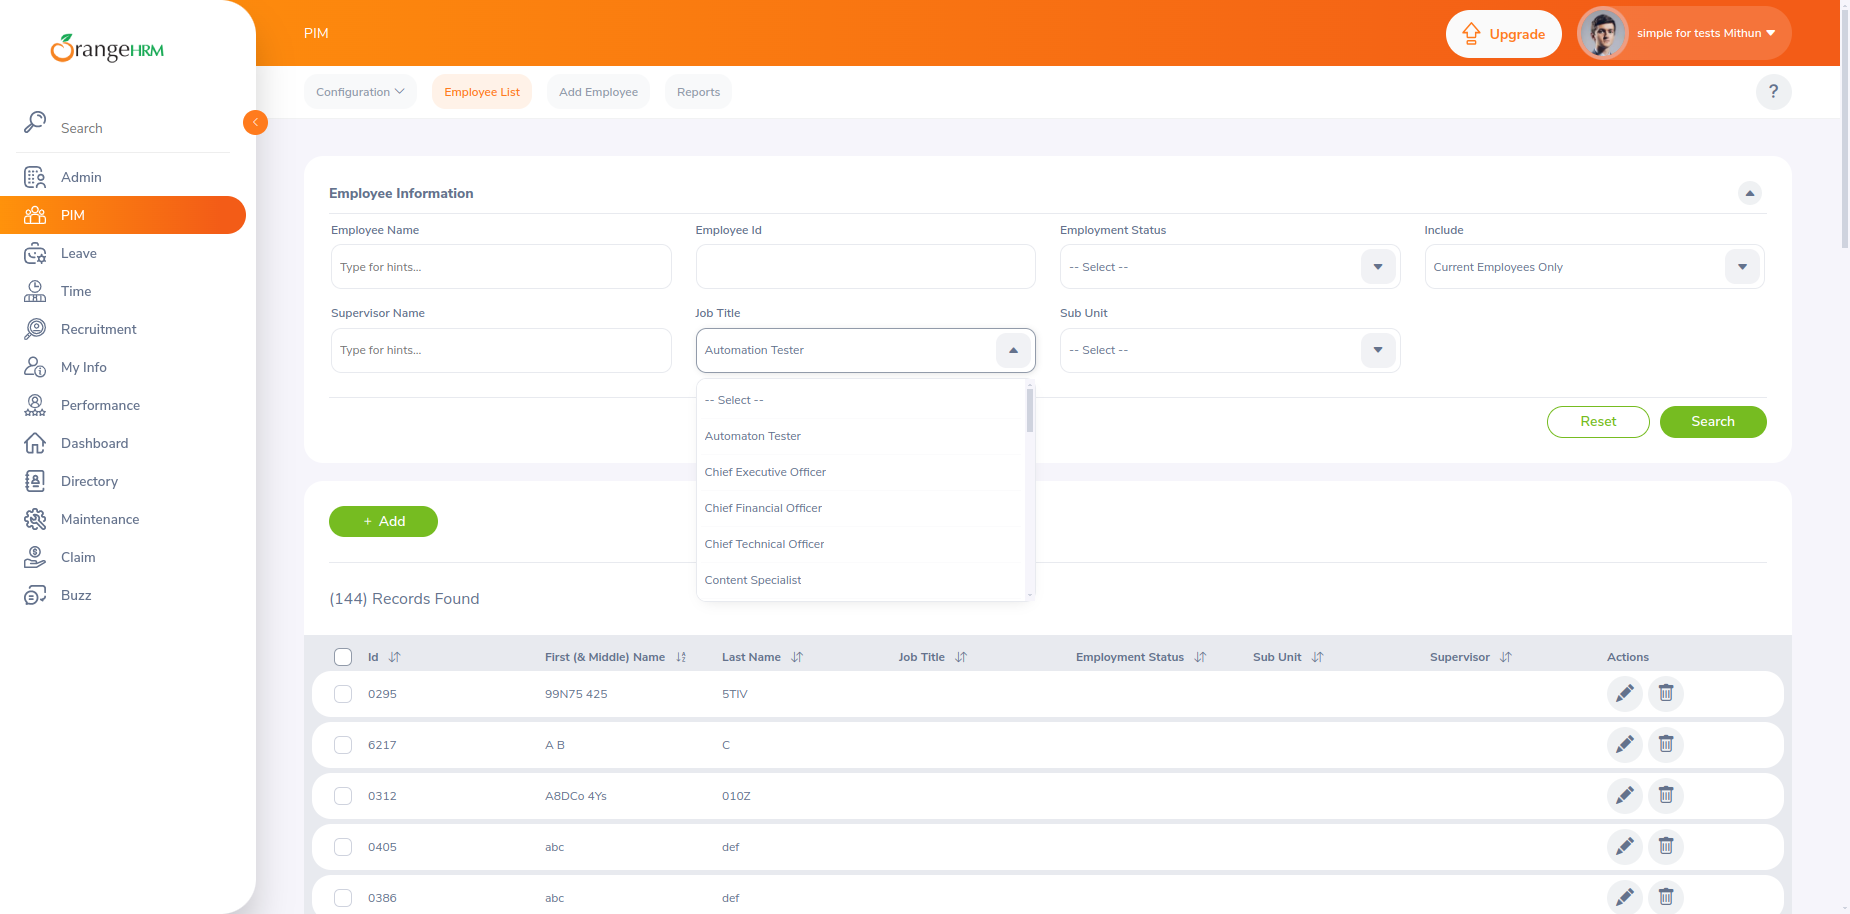 OrangeHRM
PIM
Upgrade
simple for tests Mithun
Configuration
Employee List
Add Employee
Reports
?
Search
Admin
PIM
Leave
Time
Recruitment
My Info
Performance
Dashboard
Directory
Maintenance
Claim
Buzz
Employee Information
Employee Name
Employee Id
Employment Status
Include
Type for hints...
-- Select --
Current Employees Only
Supervisor Name
Job Title
Sub Unit
Type for hints...
Automation Tester
-- Select --
-- Select --
Automaton Tester
Chief Executive Officer
Chief Financial Officer
Chief Technical Officer
Content Specialist
Reset
Search
+ Add
(144) Records Found
Id First (& Middle) Name Last Name Job Title Employment Status Sub Unit Supervisor Actions
0295 99N75 425 5TIV
6217 A B C
0312 A8DCo 4Ys 010Z
0405 abc def
0386 abc def